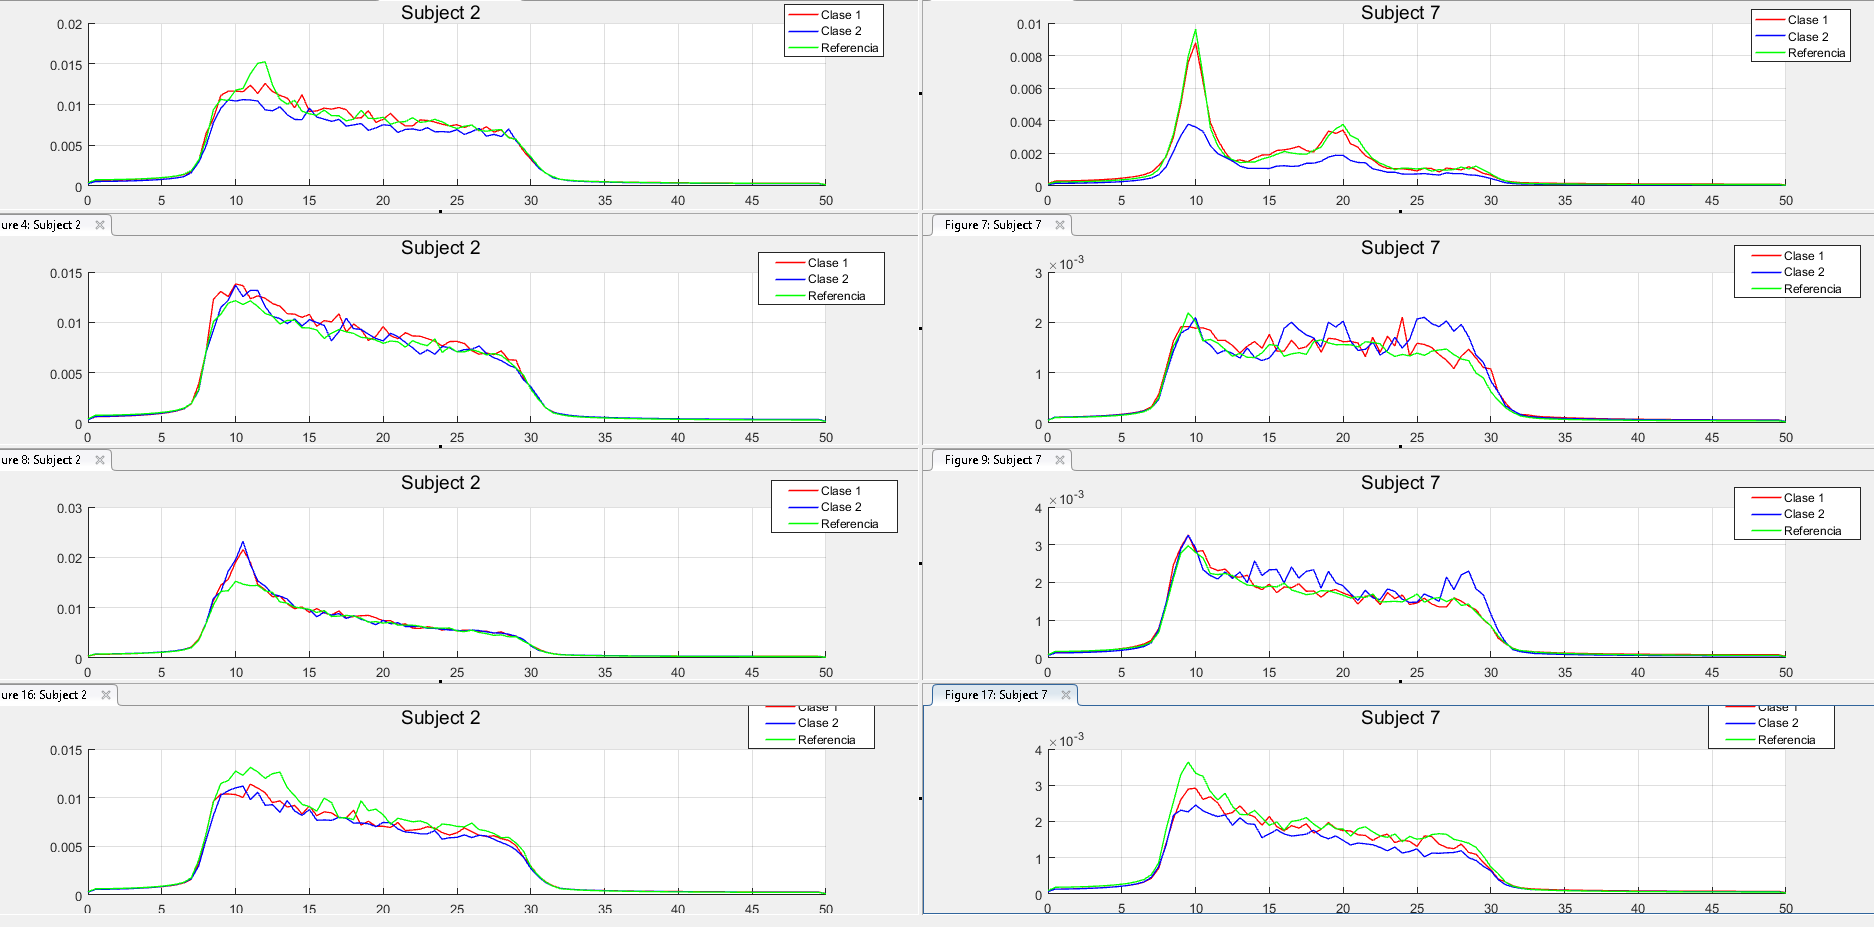 Subject 2
Clase 1
Clase 2
Referencia
0.02
0.015
0.01
0.005
0
0 5 10 15 20 25 30 35 40 45 50
Subject 7
Clase 1
Clase 2
Referencia
0.01
0.008
0.006
0.004
0.002
0
0 5 10 15 20 25 30 35 40 45 50
ure 4: Subject 2
Subject 2
Clase 1
Clase 2
Referencia
0.015
0.01
0.005
0
0 5 10 15 20 25 30 35 40 45 50
Figure 7: Subject 7
Subject 7
×10-3
Clase 1
Clase 2
Referencia
3
2
1
0
0 5 10 15 20 25 30 35 40 45 50
ure 8: Subject 2
Subject 2
Clase 1
Clase 2
Referencia
0.03
0.02
0.01
0
0 5 10 15 20 25 30 35 40 45 50
Figure 9: Subject 7
Subject 7
×10-3
Clase 1
Clase 2
Referencia
4
3
2
1
0
0 5 10 15 20 25 30 35 40 45 50
ure 16: Subject 2
Subject 2
Clase 1
Clase 2
Referencia
0.015
0.01
0.005
0
0 5 10 15 20 25 30 35 40 45 50
Figure 17: Subject 7
Subject 7
×10-3
Clase 1
Clase 2
Referencia
4
3
2
1
0
0 5 10 15 20 25 30 35 40 45 50